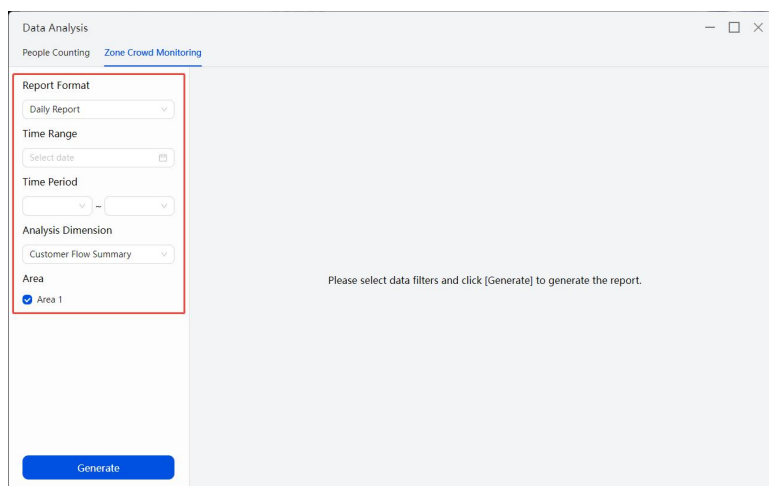 Data Analysis
People Counting Zone Crowd Monitoring
Report Format
Daily Report
Time Range
Select date
Time Period
~
Analysis Dimension
Customer Flow Summary
Area
Area 1
Please select data filters and click [Generate] to generate the report.
Generate